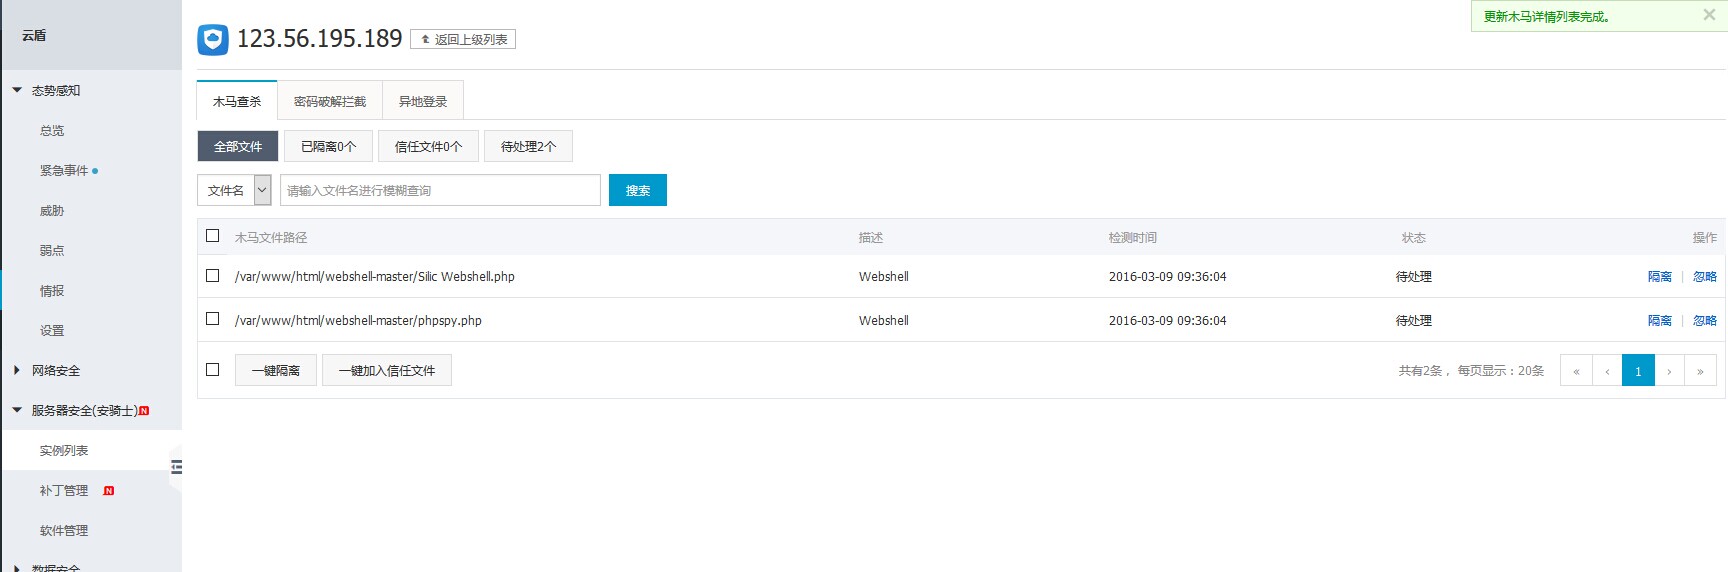 云盾
态势感知
总览
紧急事件
威胁
弱点
情报
设置
网络安全
服务器安全(安骑士) N
实例列表
补丁管理 N
软件管理
数据安全
更新木马详情列表完成。
123.56.195.189 返回上级列表
木马查杀 密码破解拦截 异地登录
全部文件 已隔离0个 信任文件0个 待处理2个
文件名 请输入文件名进行模糊查询 搜索
木马文件路径 描述 检测时间 状态 操作
/var/www/html/webshell-master/Silic Webshell.php Webshell 2016-03-09 09:36:04 待处理 隔离 | 忽略
/var/www/html/webshell-master/phpspy.php Webshell 2016-03-09 09:36:04 待处理 隔离 | 忽略
一键隔离 一键加入信任文件 共有2条， 每页显示：20条 « ‹ 1 › »